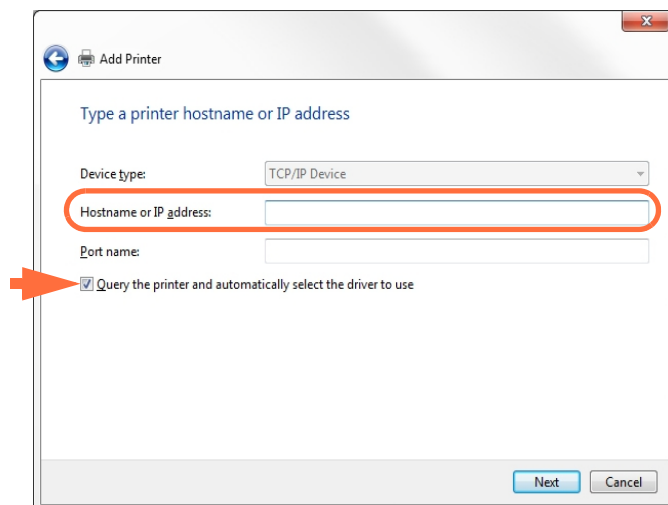 Add Printer
Type a printer hostname or IP address
Device type: TCP/IP Device
Hostname or IP address:
Port name:
Query the printer and automatically select the driver to use
Next Cancel